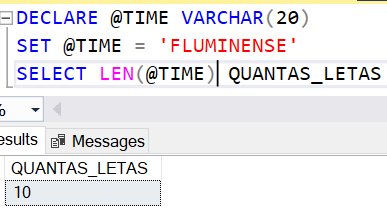 DECLARE @TIME VARCHAR(20)
SET @TIME = 'FLUMINENSE'
SELECT LEN(@TIME) QUANTAS_LETAS
%
esults Messages
QUANTAS_LETAS
10